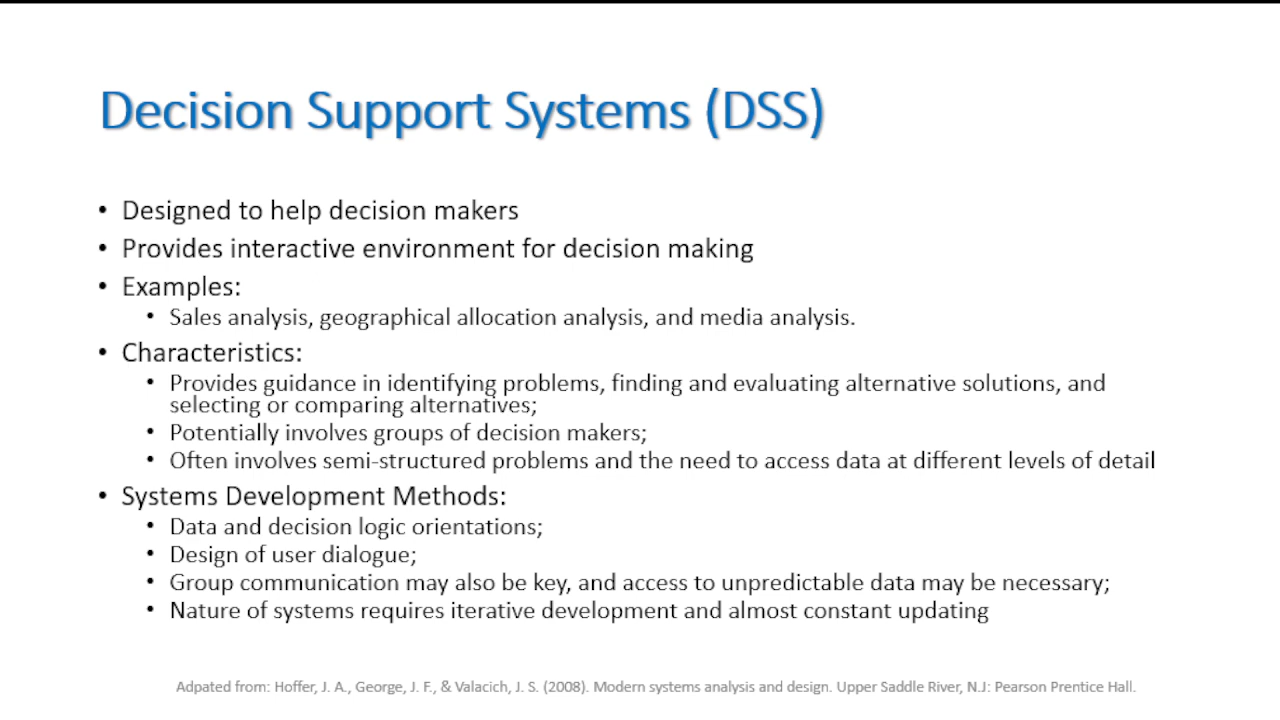 Decision Support Systems (DSS)
• Designed to help decision makers
• Provides interactive environment for decision making
• Examples:
• Sales analysis, geographical allocation analysis, and media analysis.
• Characteristics:
• Provides guidance in identifying problems, finding and evaluating alternative solutions, and
selecting or comparing alternatives;
• Potentially involves groups of decision makers;
• Often involves semi-structured problems and the need to access data at different levels of detail
• Systems Development Methods:
• Data and decision logic orientations;
• Design of user dialogue;
• Group communication may also be key, and access to unpredictable data may be necessary;
• Nature of systems requires iterative development and almost constant updating
Adpated from: Hoffer, J. A., George, J. F., & Valacich, J. S. (2008). Modern systems analysis and design. Upper Saddle River, N.J: Pearson Prentice Hall.